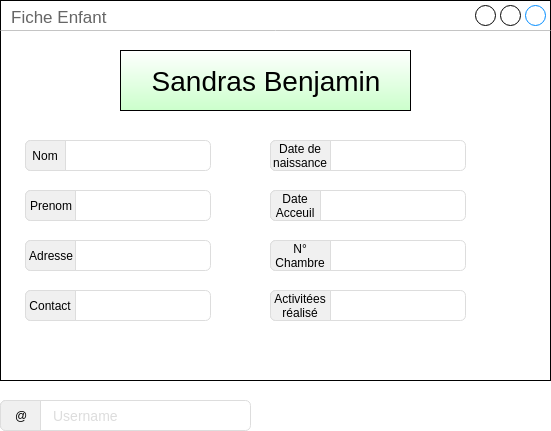 Fiche Enfant
Sandras Benjamin
Nom
Date de
naissance
Prenom
Date
Acceuil
Adresse
N°
Chambre
Contact
Activitées
réalisé
@
Username